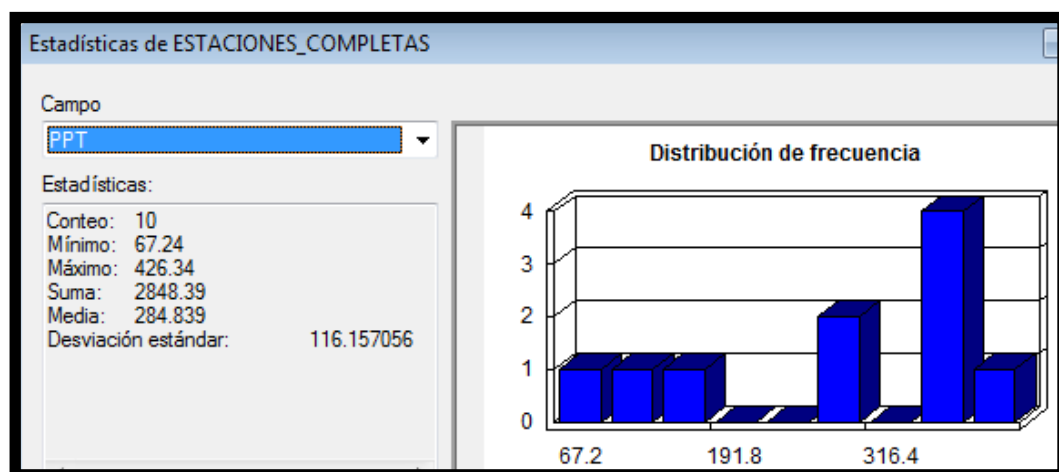 Estadísticas de ESTACIONES_COMPLETAS
Campo
PPT
Estadísticas:
Conteo: 10
Mínimo: 67.24
Máximo: 426.34
Suma: 2848.39
Media: 284.839
Desviación estándar: 116.157056
Distribución de frecuencia
4
3
2
1
0
67.2 191.8 316.4